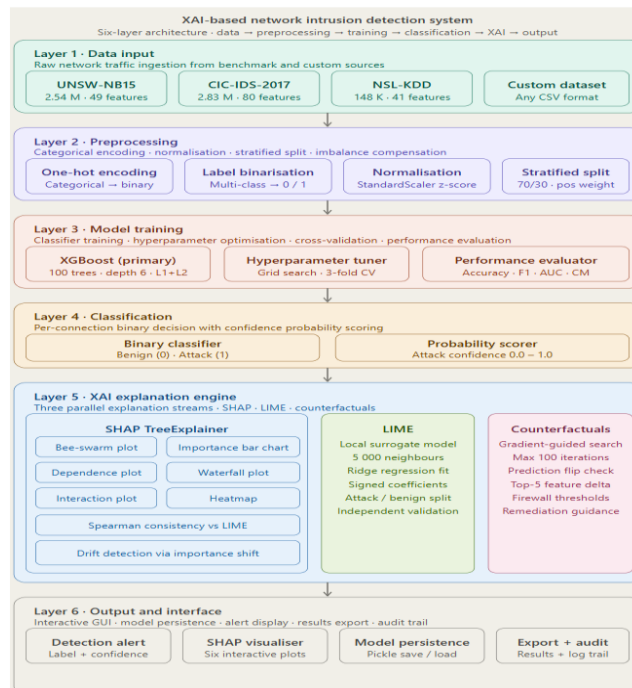 XAI-based network intrusion detection system
Six-layer architecture · data → preprocessing → training → classification → XAI → output
Layer 1 · Data input
Raw network traffic ingestion from benchmark and custom sources
UNSW-NB15
2.54 M · 49 features
CIC-IDS-2017
2.83 M · 80 features
NSL-KDD
148 K · 41 features
Custom dataset
Any CSV format
Layer 2 · Preprocessing
Categorical encoding · normalisation · stratified split · imbalance compensation
One-hot encoding
Categorical → binary
Label binarisation
Multi-class → 0 / 1
Normalisation
StandardScaler z-score
Stratified split
70/30 · pos weight
Layer 3 · Model training
Classifier training · hyperparameter optimisation · cross-validation · performance evaluation
XGBoost (primary)
100 trees · depth 6 · L1+L2
Hyperparameter tuner
Grid search · 3-fold CV
Performance evaluator
Accuracy · F1 · AUC · CM
Layer 4 · Classification
Per-connection binary decision with confidence probability scoring
Binary classifier
Benign (0) · Attack (1)
Probability scorer
Attack confidence 0.0 – 1.0
Layer 5 · XAI explanation engine
Three parallel explanation streams · SHAP · LIME · counterfactuals
SHAP TreeExplainer
Bee-swarm plot
Importance bar chart
Dependence plot
Waterfall plot
Interaction plot
Heatmap
Spearman consistency vs LIME
Drift detection via importance shift
LIME
Local surrogate model
5 000 neighbours
Ridge regression fit
Signed coefficients
Attack / benign split
Independent validation
Counterfactuals
Gradient-guided search
Max 100 iterations
Prediction flip check
Top-5 feature delta
Firewall thresholds
Remediation guidance
Layer 6 · Output and interface
Interactive GUI · model persistence · alert display · results export · audit trail
Detection alert
Label + confidence
SHAP visualiser
Six interactive plots
Model persistence
Pickle save / load
Export + audit
Results + log trail